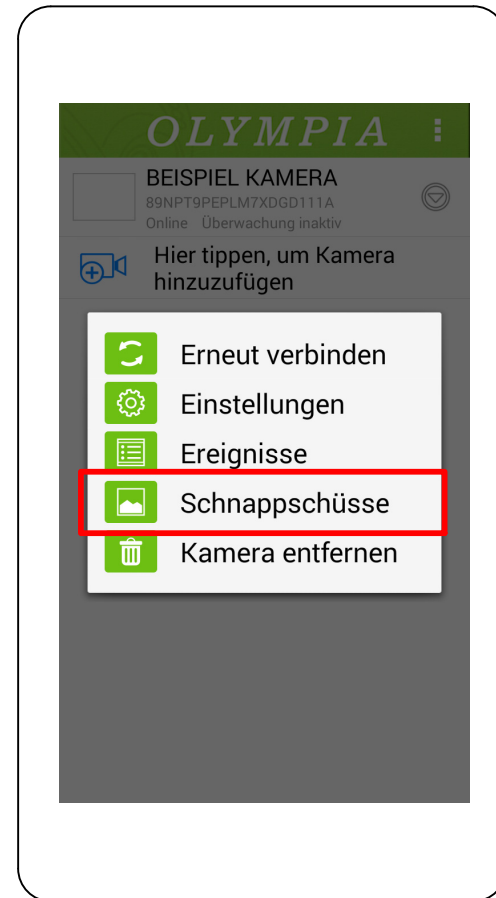 OLYMPIA
BEISPIEL KAMERA
89NPT9PEPLM7XDGD111A
Online Überwachung inaktiv
Hier tippen, um Kamera
hinzuzufügen
Erneut verbinden
Einstellungen
Ereignisse
Schnappschüsse
Kamera entfernen